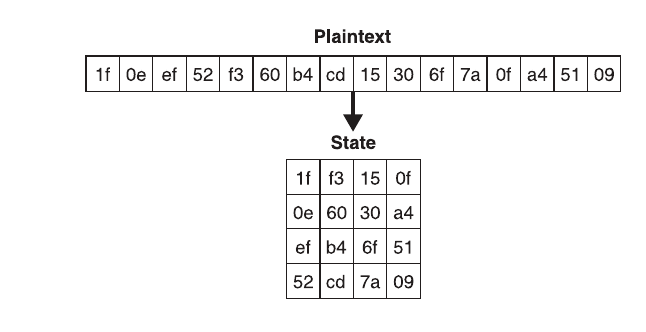 Plaintext
1f 0e ef 52 f3 60 b4 cd 15 30 6f 7a 0f a4 51 09
State
1f f3 15 0f
0e 60 30 a4
ef b4 6f 51
52 cd 7a 09